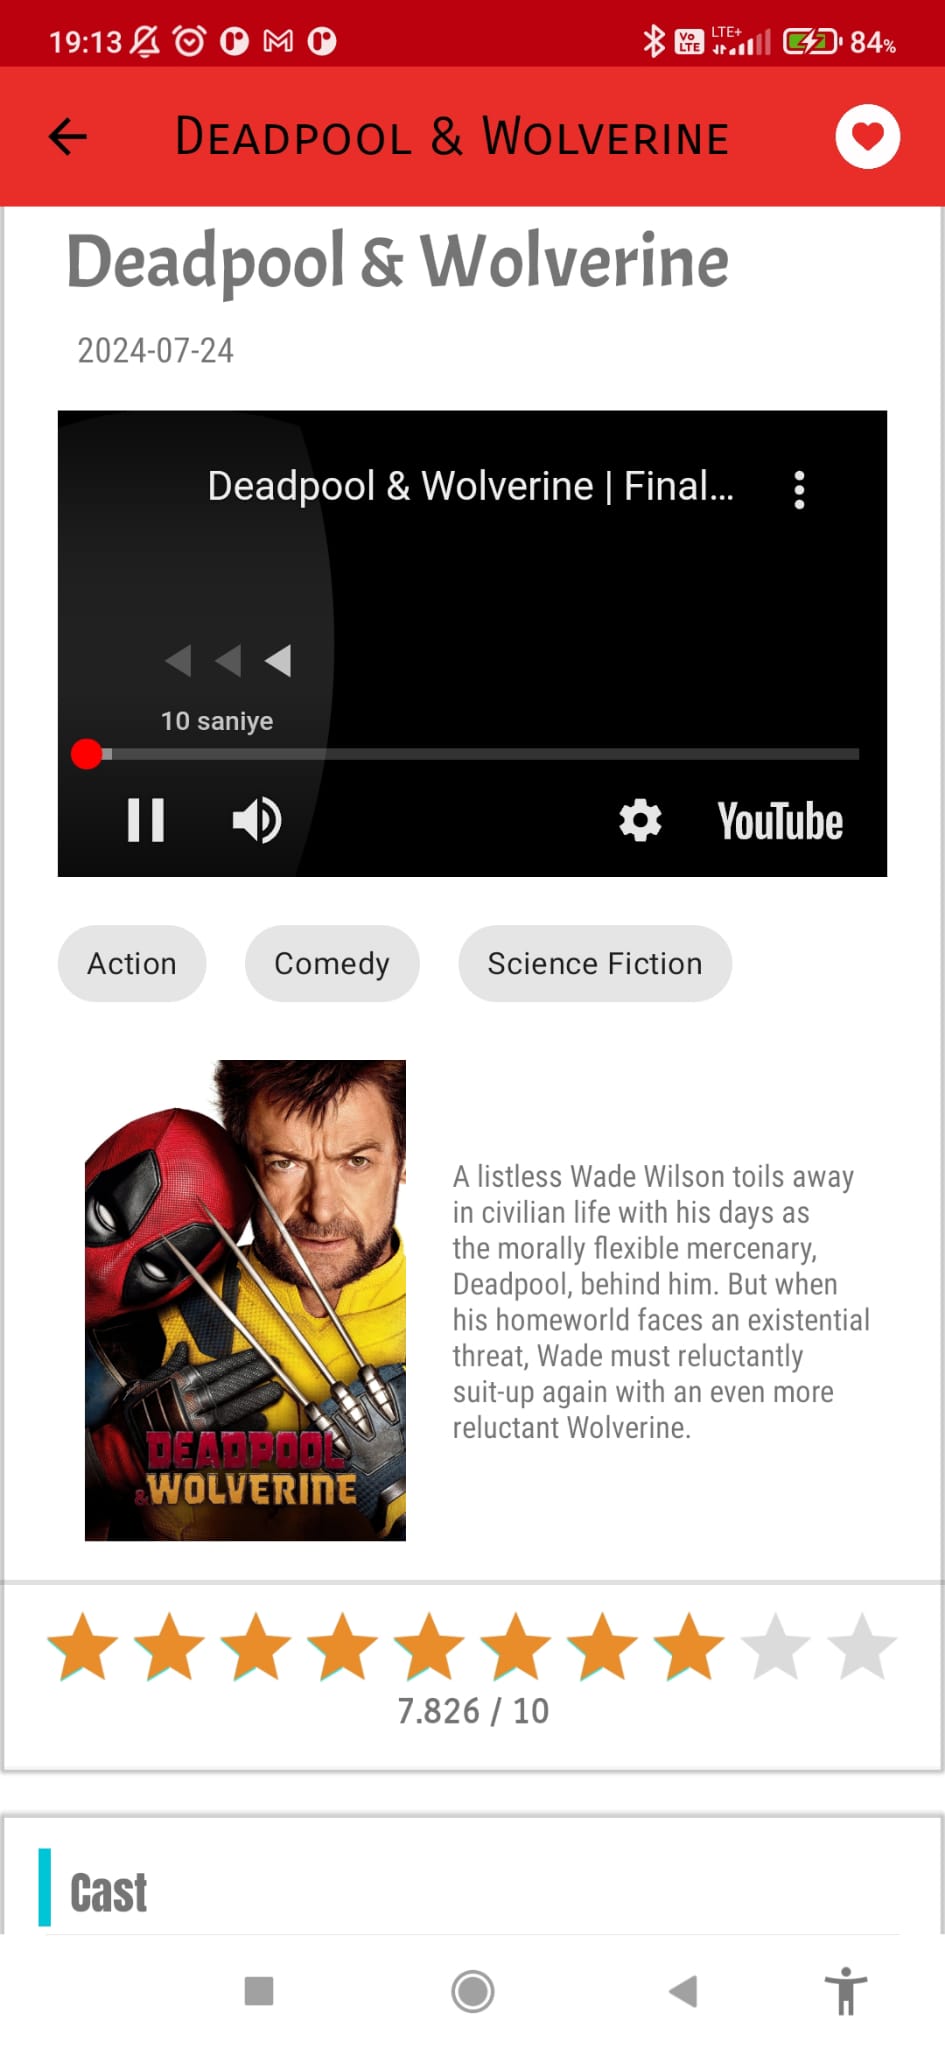 19:13 VoLTE LTE+ 84%
Deadpool & Wolverine
Deadpool & Wolverine
2024-07-24
Deadpool & Wolverine | Final...
10 saniye
YouTube
Action Comedy Science Fiction
A listless Wade Wilson toils away
in civilian life with his days as
the morally flexible mercenary,
Deadpool, behind him. But when
his homeworld faces an existential
threat, Wade must reluctantly
suit-up again with an even more
reluctant Wolverine.
DEADPOOL
&WOLVERINE
7.826 / 10
Cast